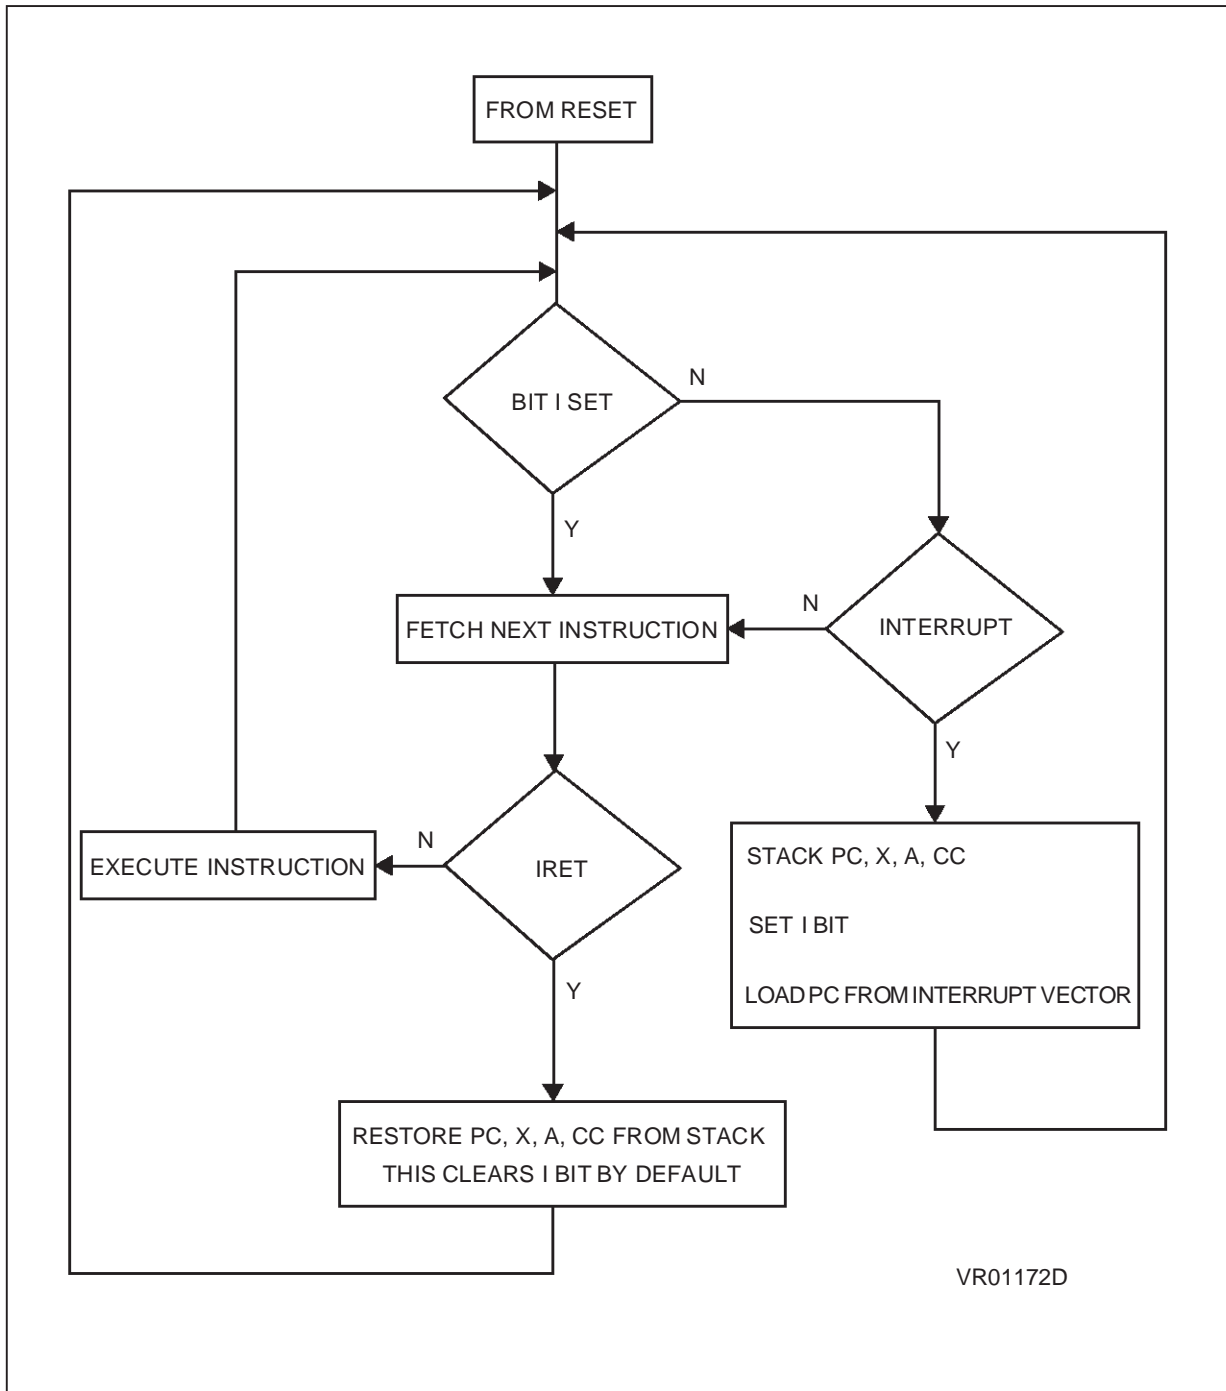 FROM RESET
BIT I SET
N
Y
FETCH NEXT INSTRUCTION
N
INTERRUPT
Y
N
EXECUTE INSTRUCTION
IRET
STACK PC, X, A, CC
SET I BIT
LOAD PC FROM INTERRUPT VECTOR
Y
RESTORE PC, X, A, CC FROM STACK
THIS CLEARS I BIT BY DEFAULT
VR01172D